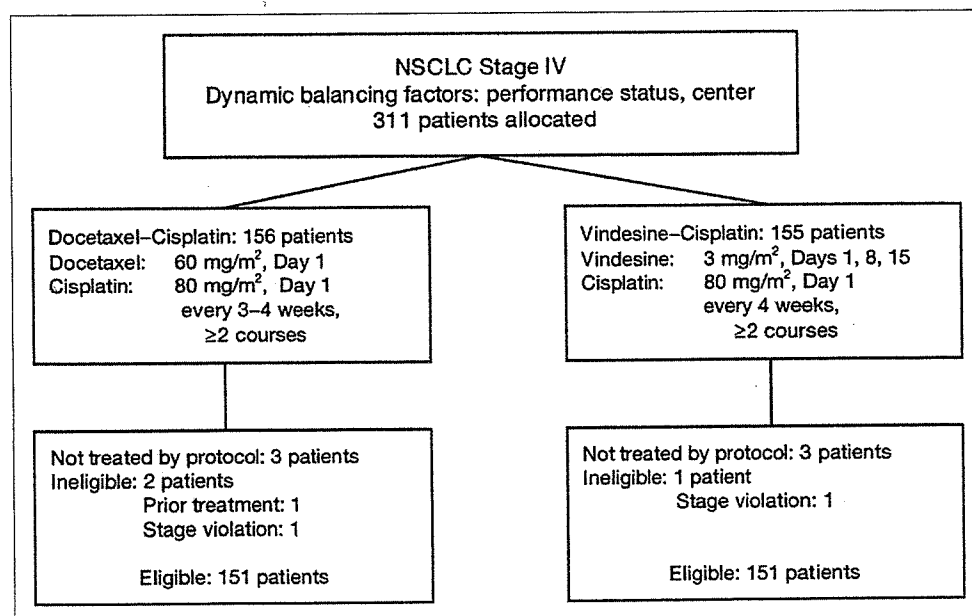 NSCLC Stage IV
Dynamic balancing factors: performance status, center
311 patients allocated
Docetaxel–Cisplatin: 156 patients
Docetaxel: 60 mg/m², Day 1
Cisplatin: 80 mg/m², Day 1
every 3–4 weeks,
≥2 courses
Vindesine–Cisplatin: 155 patients
Vindesine: 3 mg/m², Days 1, 8, 15
Cisplatin: 80 mg/m², Day 1
every 4 weeks,
≥2 courses
Not treated by protocol: 3 patients
Ineligible: 2 patients
Prior treatment: 1
Stage violation: 1
Eligible: 151 patients
Not treated by protocol: 3 patients
Ineligible: 1 patient
Stage violation: 1
Eligible: 151 patients